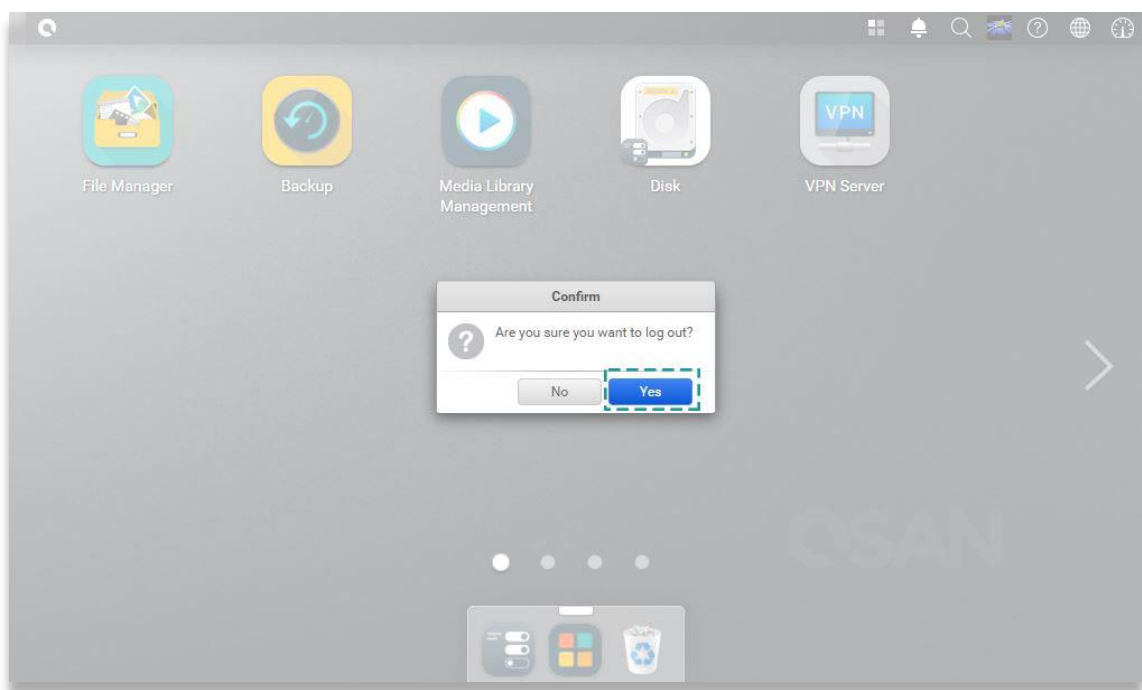 VPN
File Manager
Backup
Media Library
Management
Disk
VPN Server
Confirm
Are you sure you want to log out?
No
Yes
QSAN